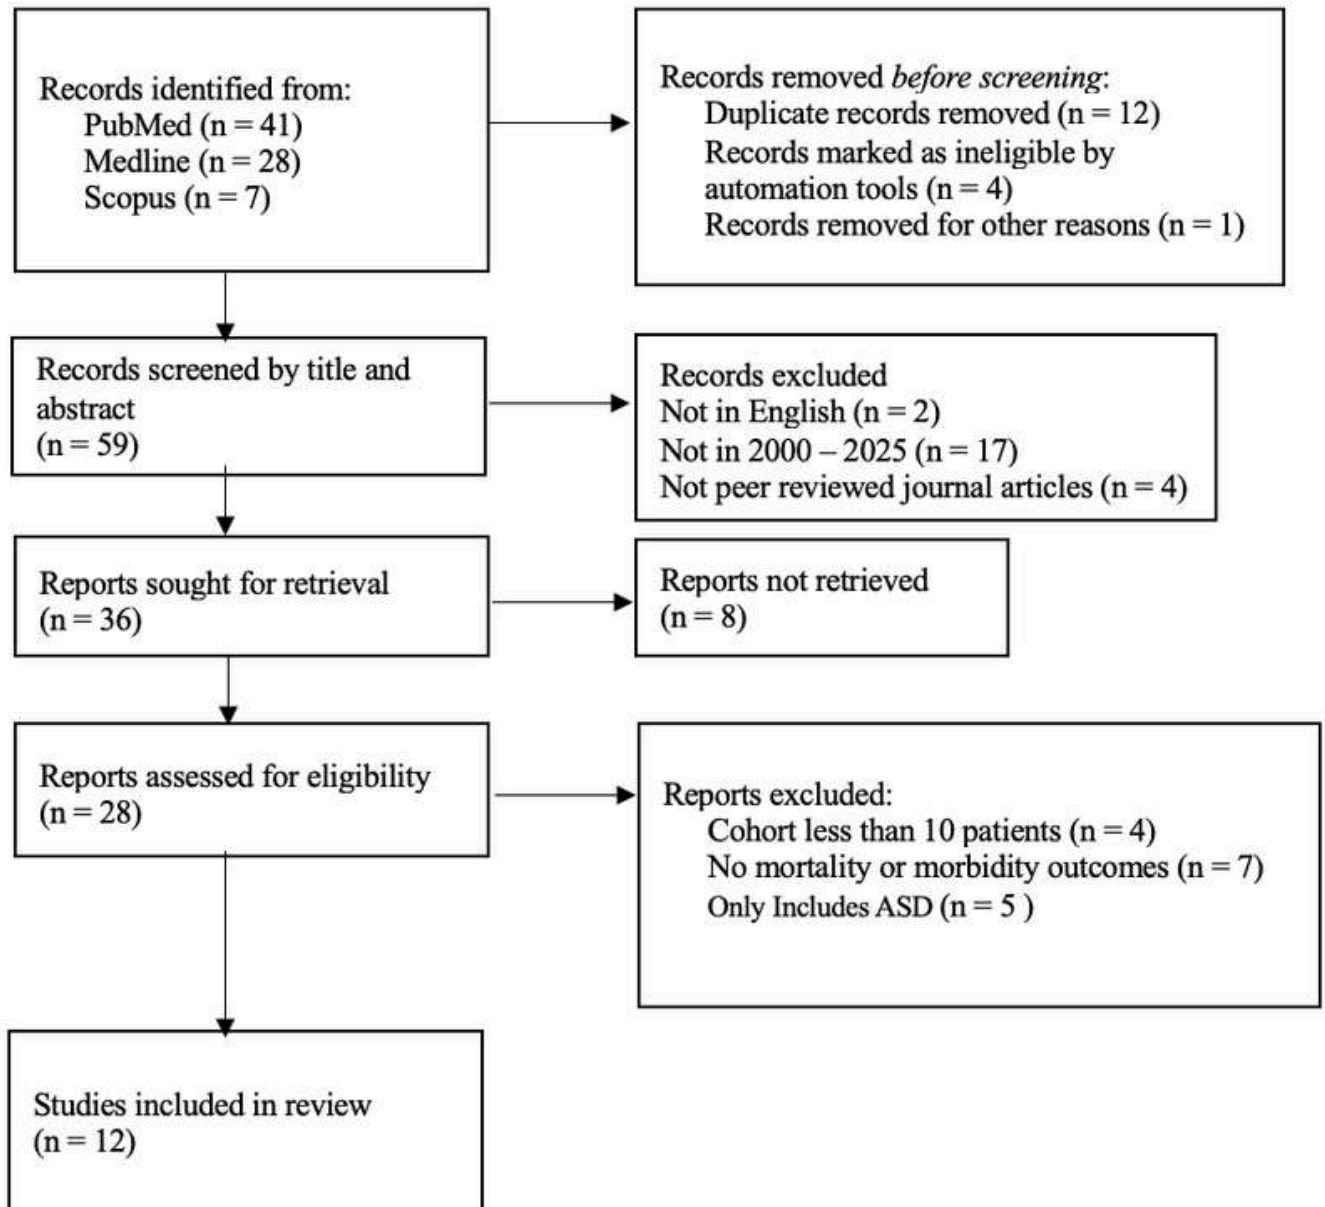 Records identified from:
PubMed (n = 41)
Medline (n = 28)
Scopus (n = 7)
Records removed before screening:
Duplicate records removed (n = 12)
Records marked as ineligible by
automation tools (n = 4)
Records removed for other reasons (n = 1)
Records screened by title and
abstract
(n = 59)
Records excluded
Not in English (n = 2)
Not in 2000 – 2025 (n = 17)
Not peer reviewed journal articles (n = 4)
Reports sought for retrieval
(n = 36)
Reports not retrieved
(n = 8)
Reports assessed for eligibility
(n = 28)
Reports excluded:
Cohort less than 10 patients (n = 4)
No mortality or morbidity outcomes (n = 7)
Only Includes ASD (n = 5 )
Studies included in review
(n = 12)